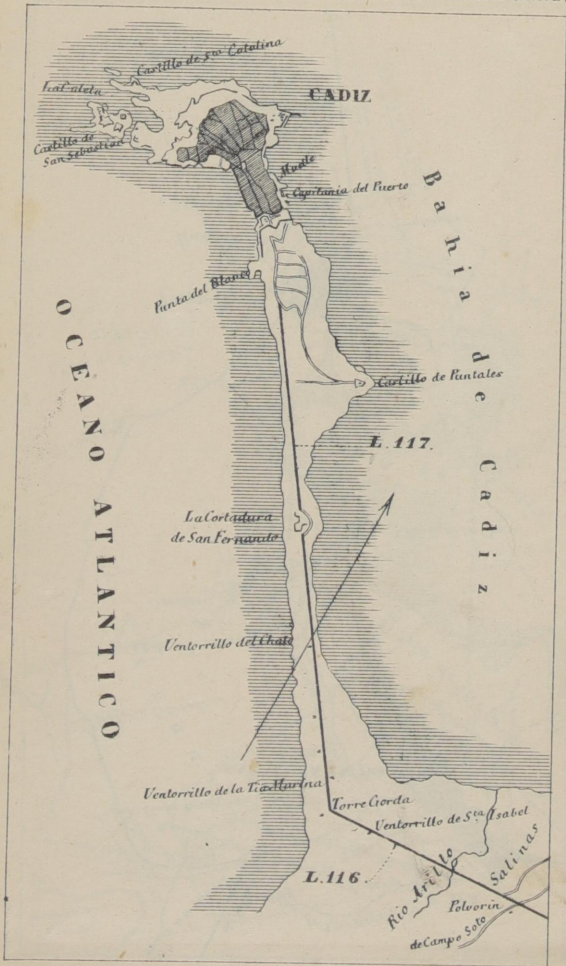 Castillo de Sta Catalina
La Caleta
CADIZ
Castillo de
San Sebastian
Muelle
Capitania del Puerto
Bahia de Cadiz
Punta del Blanco
OCEANO ATLANTICO
Castillo de Puntales
L.117.
La Cortadura
de San Fernando
Ventorrillo del Chato
Ventorrillo de la Tia Marina
Torre Gorda
Ventorrillo de Sta Isabel
L.116.
Rio Arillo
Salinas
Polvorin
de Campo Soto